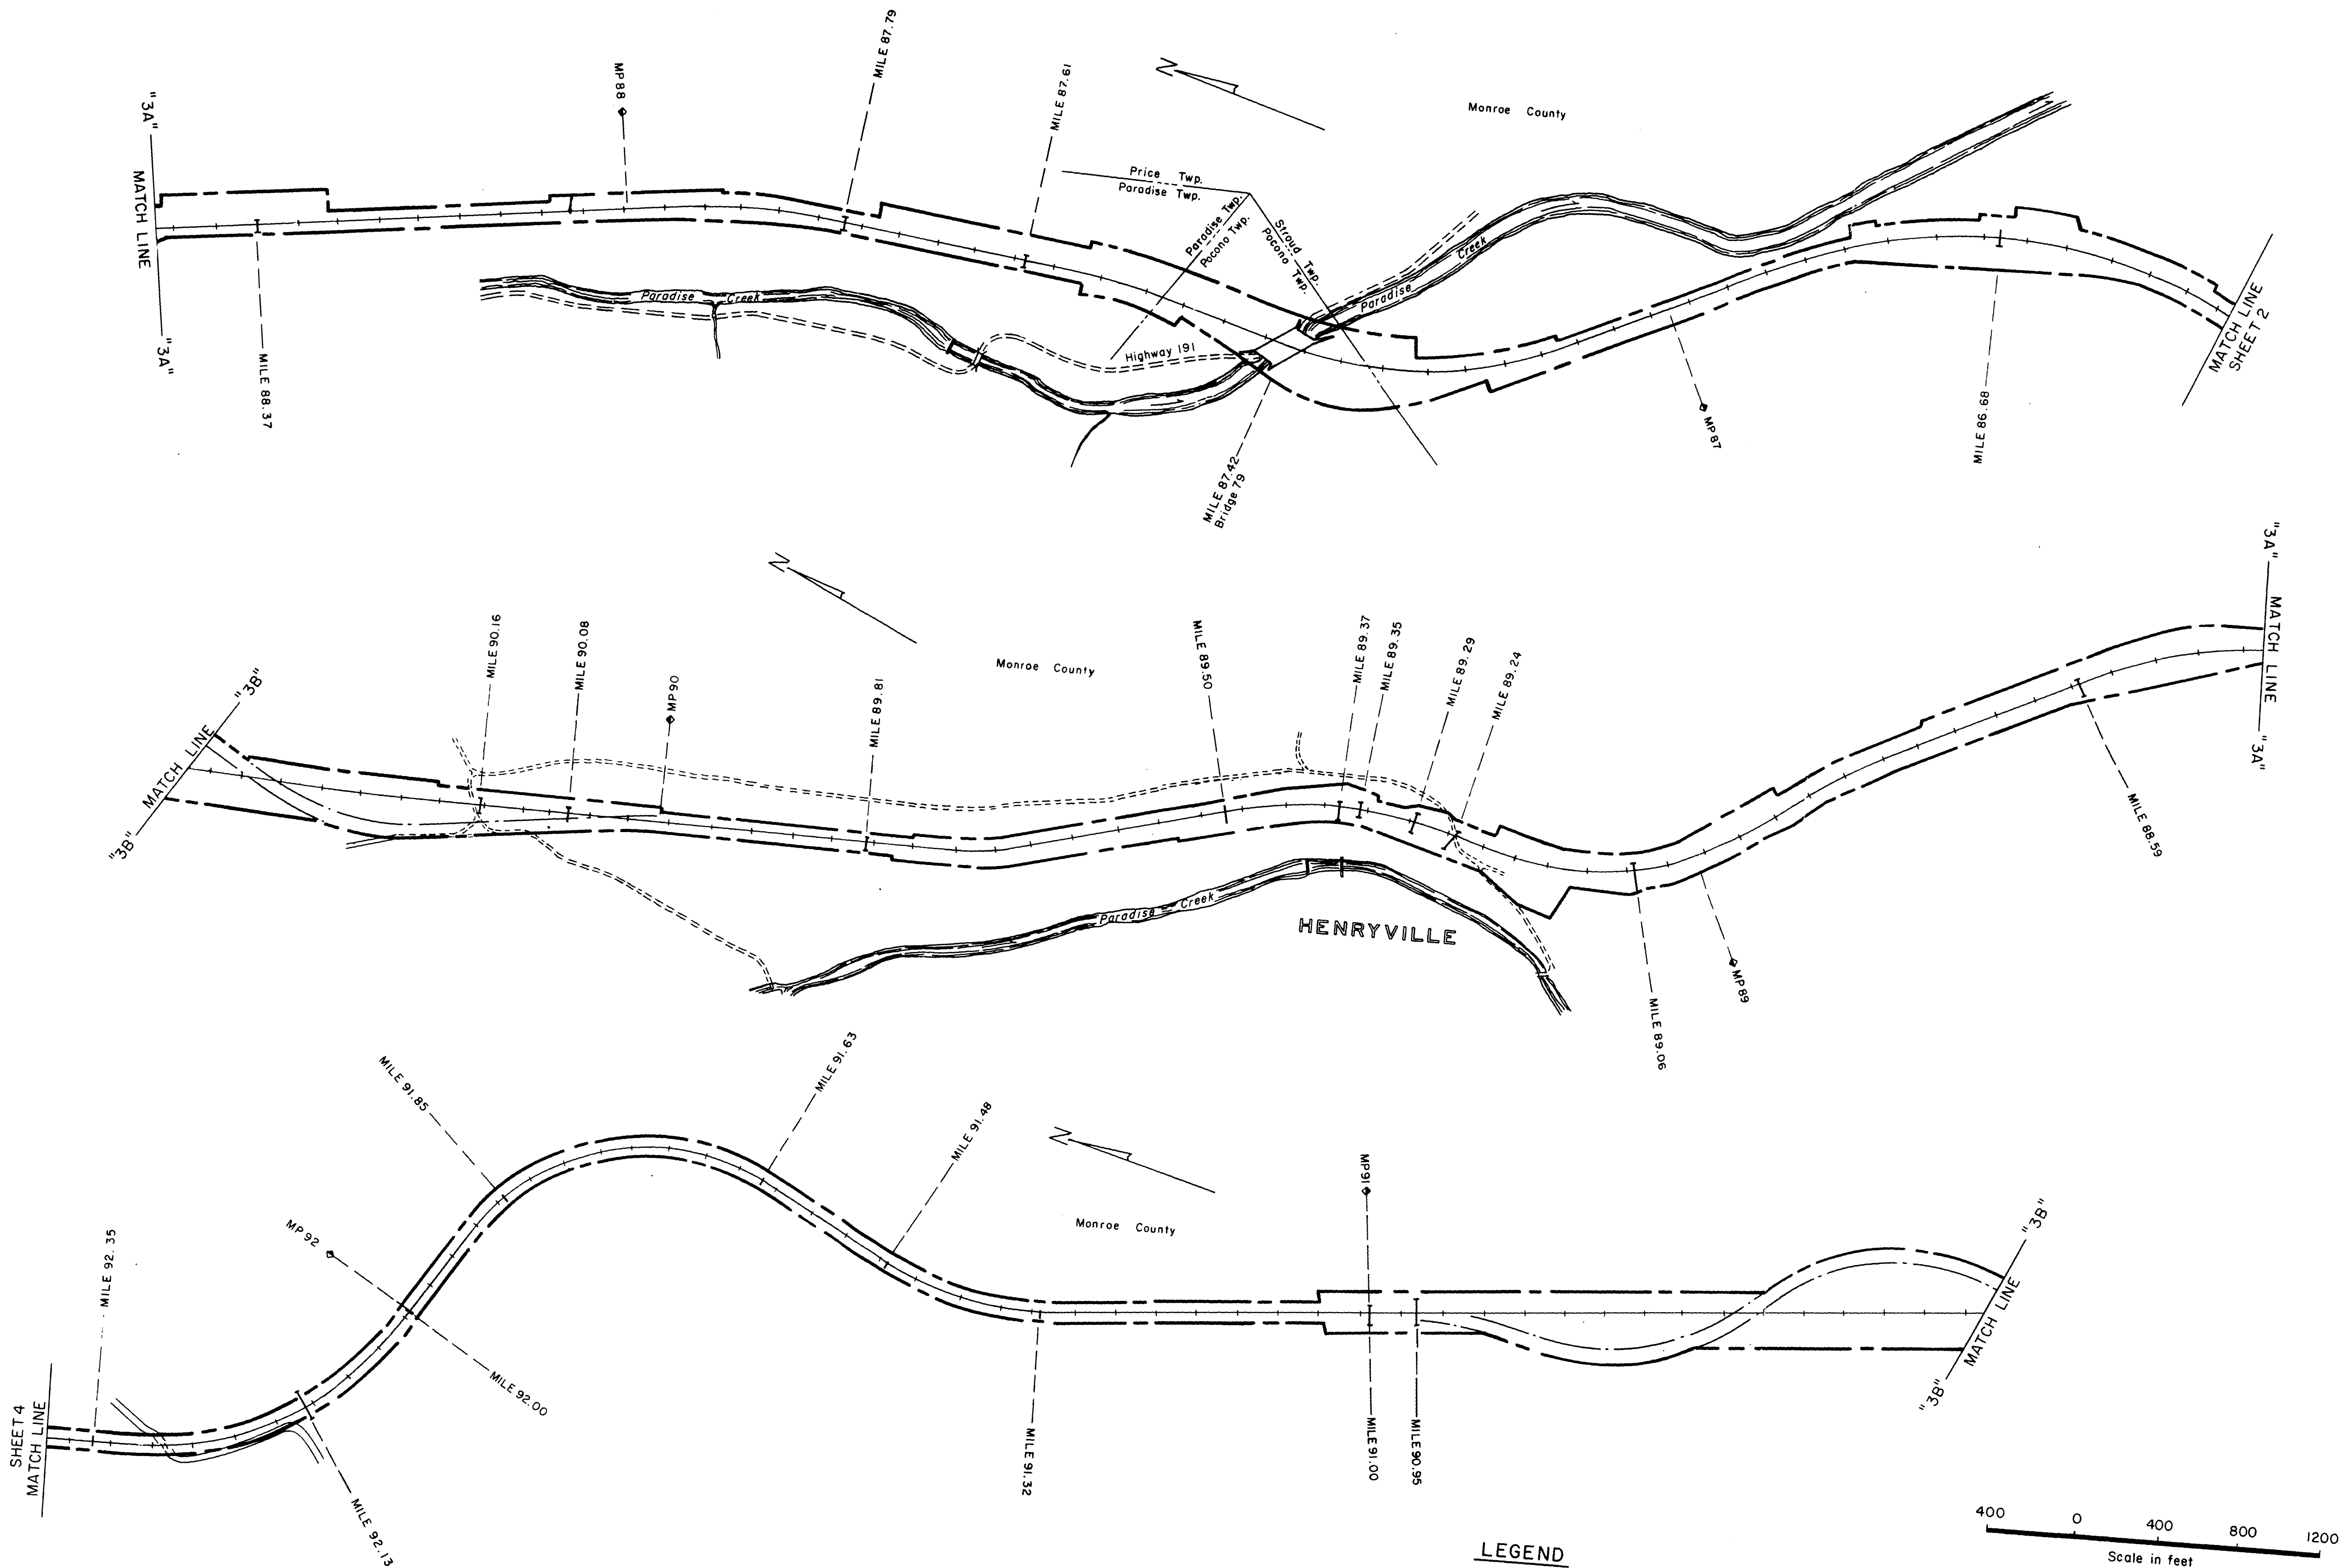 "3A"
MATCH LINE
"3A"
MILE 88.37
MP88
MILE 87.79
MILE 87.61
N
Monroe County
Price Twp.
Paradise Twp.
Paradise Twp.
Pocono Twp.
Stroud Twp.
Pocono Twp.
Paradise Creek
Paradise Creek
Highway 191
MILE 87.42
Bridge 79
MP87
MILE 86.68
MATCH LINE
SHEET 2
"3B"
MATCH LINE
"3B"
MILE 90.16
MILE 90.08
MP90
N
MILE 89.81
Monroe County
MILE 89.50
MILE 89.37
MILE 89.35
MILE 89.29
MILE 89.24
Paradise Creek
HENRYVILLE
MILE 89.06
MP89
MILE 88.59
"3A"
MATCH LINE
"3A"
SHEET 4
MATCH LINE
MILE 92.35
MILE 92.13
MP 92
MILE 92.00
MILE 91.85
MILE 91.63
MILE 91.48
N
Monroe County
MILE 91.32
MP91
MILE 91.00
MILE 90.95
"3B"
MATCH LINE
"3B"
LEGEND
400 0 400 800 1200
Scale in feet